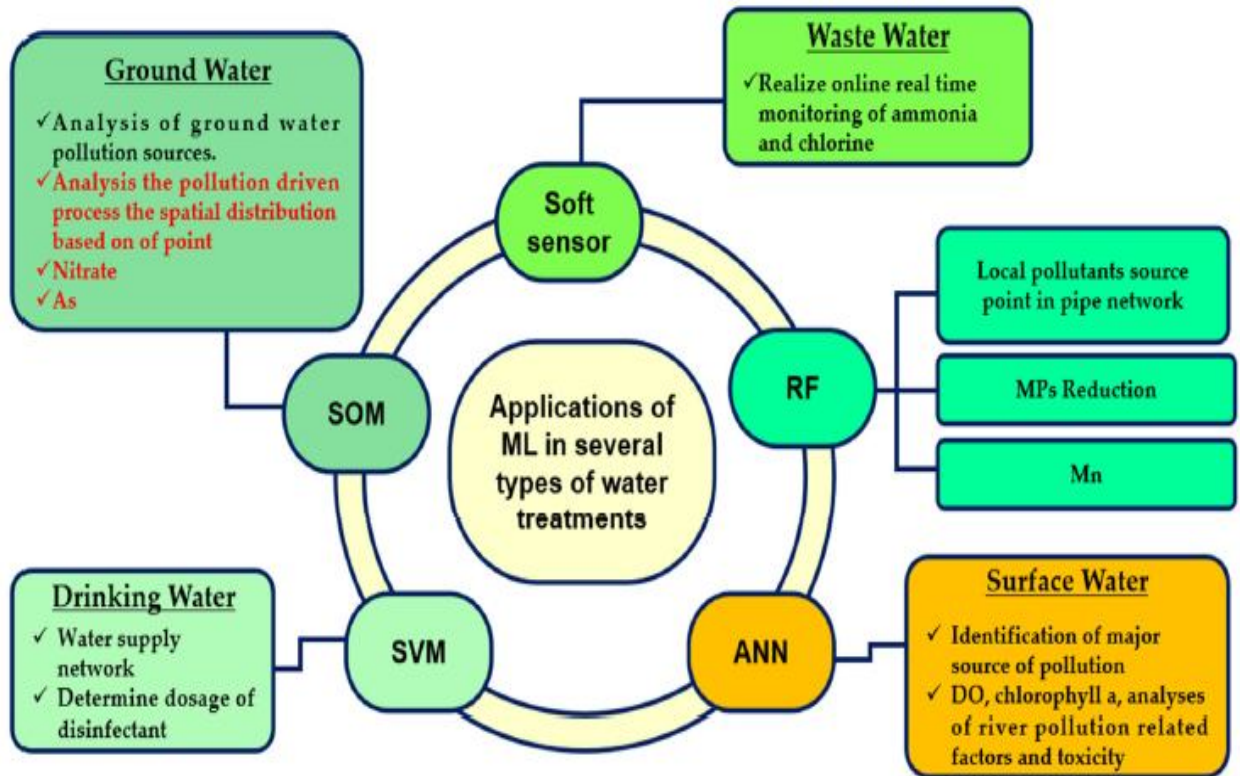 Ground Water
✓Analysis of ground water
pollution sources.
✓Analysis the pollution driven
process the spatial distribution
based on of point
✓Nitrate
✓As
Waste Water
✓Realize online real time
monitoring of ammonia
and chlorine
Soft
sensor
Local pollutants source
point in pipe network
RF
MPs Reduction
Mn
SOM
Applications of
ML in several
types of water
treatments
Drinking Water
✓ Water supply
network
✓ Determine dosage of
disinfectant
SVM
ANN
Surface Water
✓ Identification of major
source of pollution
✓ DO, chlorophyll a, analyses
of river pollution related
factors and toxicity